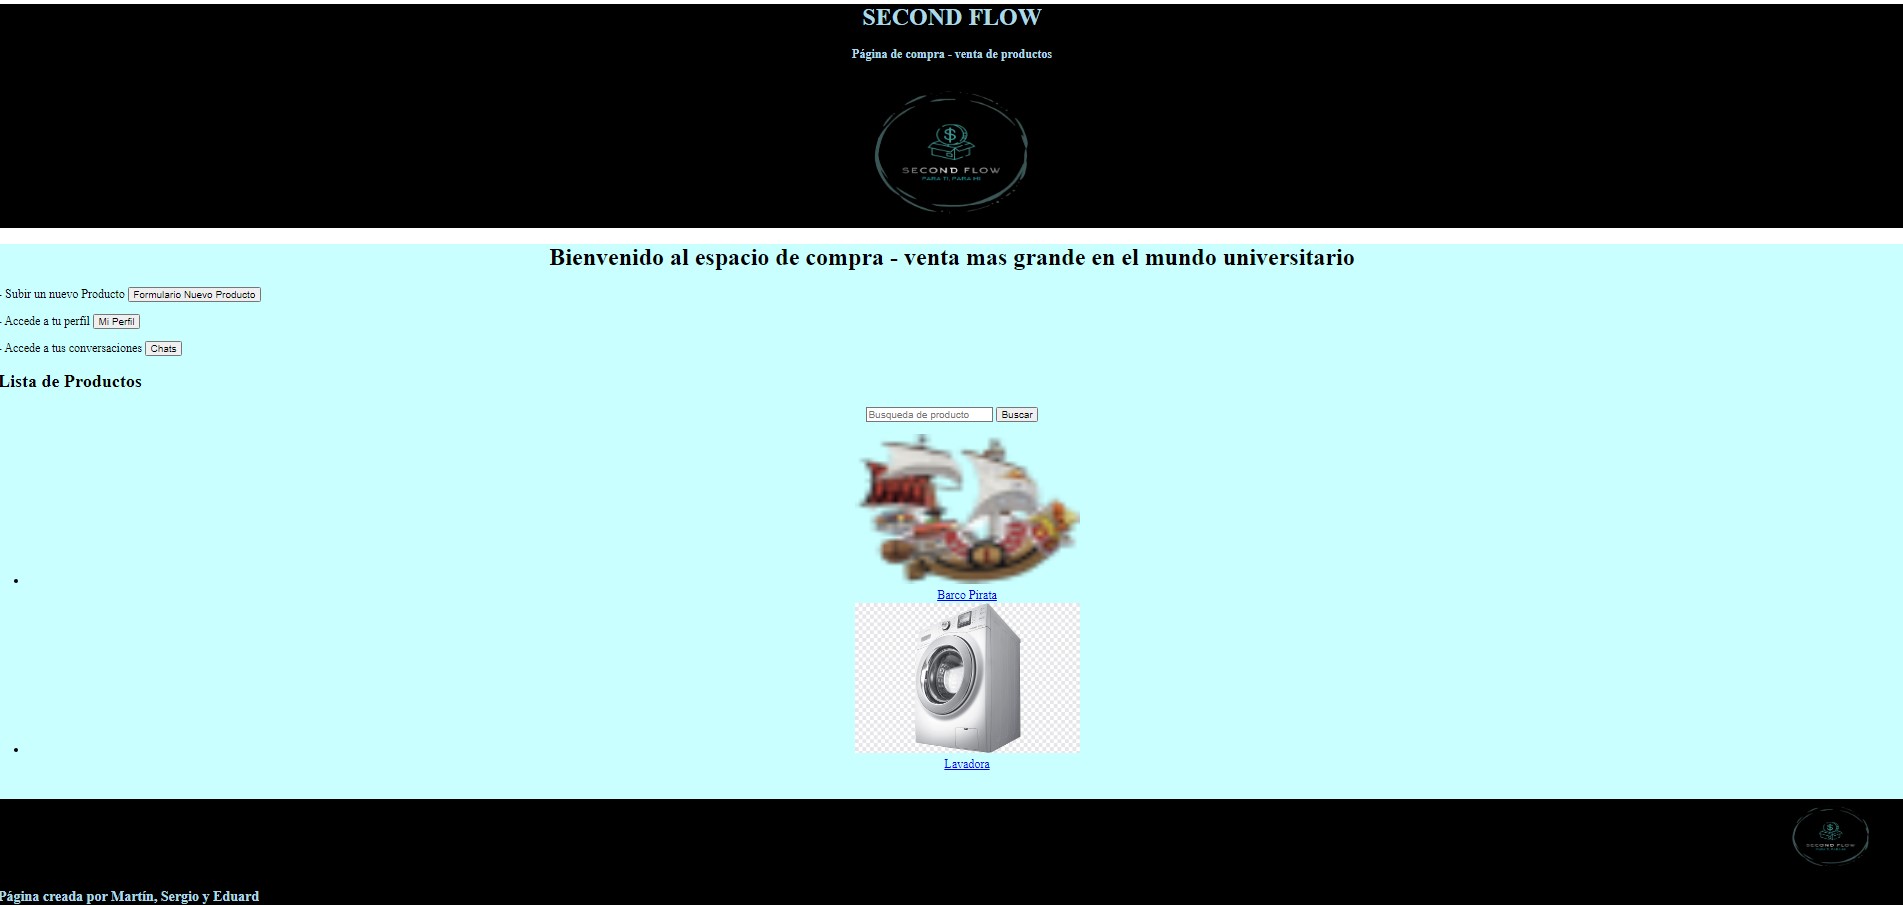 SECOND FLOW
Página de compra - venta de productos
$
SECOND FLOW
PARA TI, PARA MI
Bienvenido al espacio de compra - venta mas grande en el mundo universitario
- Subir un nuevo Producto Formulario Nuevo Producto
- Accede a tu perfil Mi Perfil
- Accede a tus conversaciones Chats
Lista de Productos
Busqueda de producto Buscar
Barco Pirata
Lavadora
$
SECOND FLOW
Página creada por Martín, Sergio y Eduard